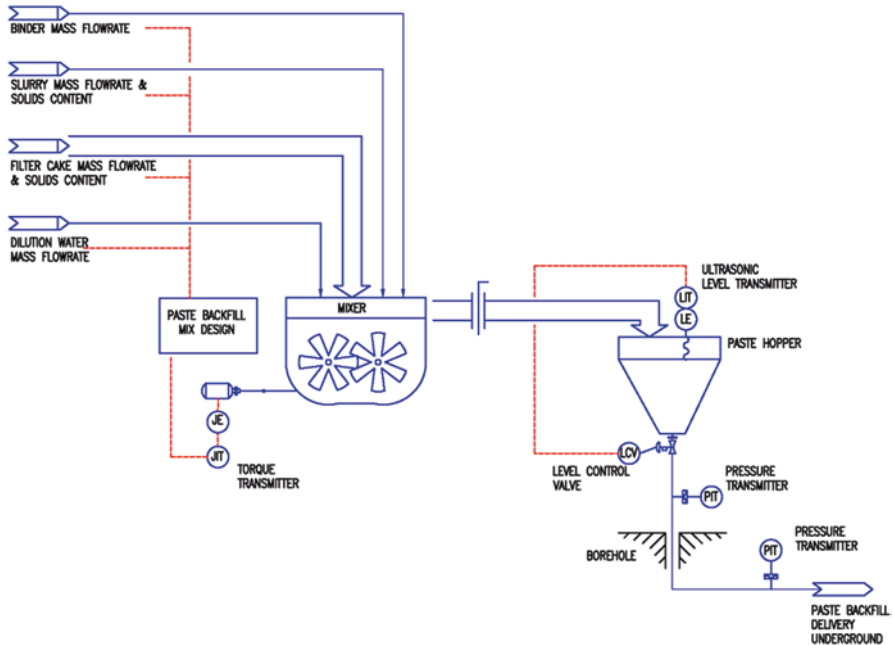 BINDER MASS FLOWRATE
SLURRY MASS FLOWRATE &
SOLIDS CONTENT
FILTER CAKE MASS FLOWRATE
& SOLIDS CONTENT
DILUTION WATER
MASS FLOWRATE
PASTE BACKFILL
MIX DESIGN
MIXER
JE
JIT
TORQUE
TRANSMITTER
ULTRASONIC
LEVEL TRANSMITTER
LIT
LE
PASTE HOPPER
LCV
LEVEL CONTROL
VALVE
PRESSURE
TRANSMITTER
PIT
BOREHOLE
PRESSURE
TRANSMITTER
PIT
PASTE BACKFILL
DELIVERY
UNDERGROUND